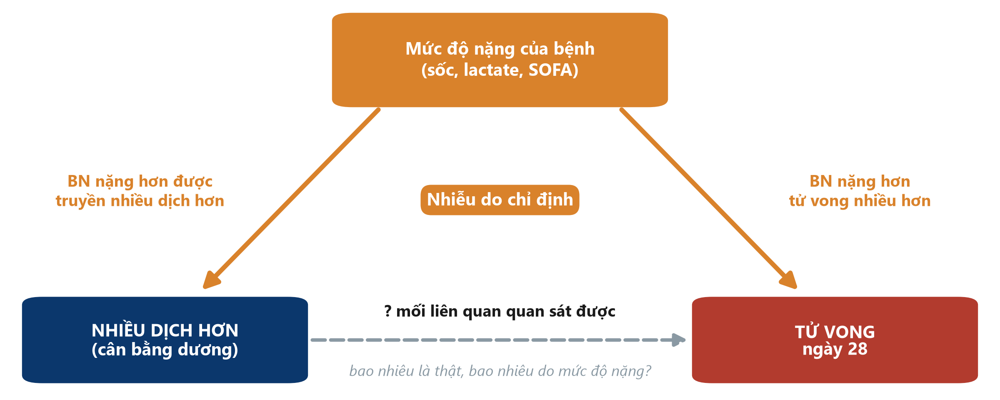 Mức độ nặng của bệnh
(sốc, lactate, SOFA)
BN nặng hơn được
truyền nhiều dịch hơn
Nhiễu do chỉ định
BN nặng hơn
tử vong nhiều hơn
NHIỀU DỊCH HƠN
(cân bằng dương)
? mối liên quan quan sát được
bao nhiêu là thật, bao nhiêu do mức độ nặng?
TỬ VONG
ngày 28